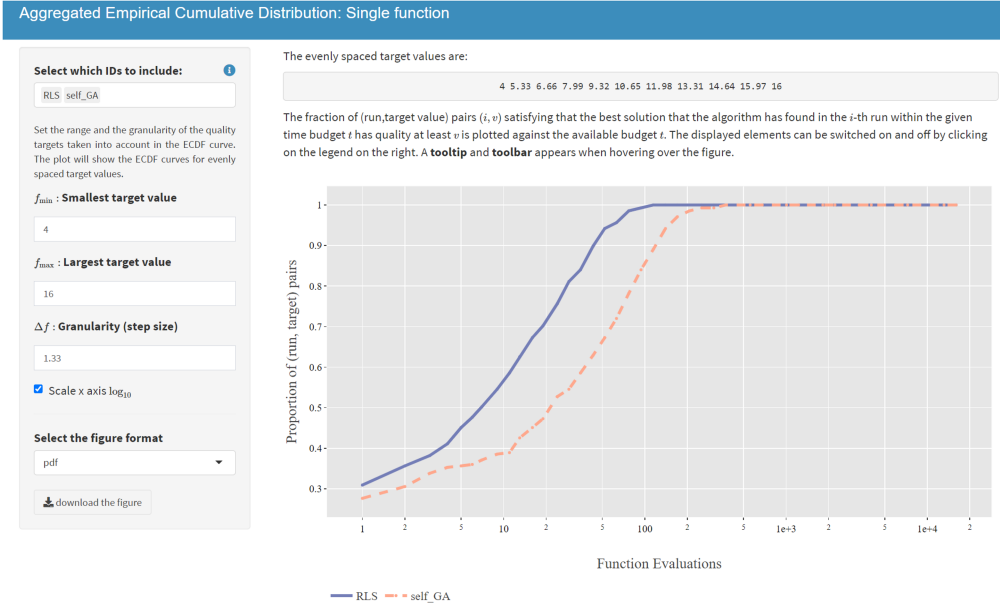 Aggregated Empirical Cumulative Distribution: Single function
Select which IDs to include:
RLS self_GA
Set the range and the granularity of the quality
targets taken into account in the ECDF curve.
The plot will show the ECDF curves for evenly
spaced target values.
fmin : Smallest target value
4
fmax : Largest target value
16
Δf : Granularity (step size)
1.33
Scale x axis log10
Select the figure format
pdf
download the figure
The evenly spaced target values are:
4 5.33 6.66 7.99 9.32 10.65 11.98 13.31 14.64 15.97 16
The fraction of (run,target value) pairs (i, v) satisfying that the best solution that the algorithm has found in the i-th run within the given
time budget t has quality at least v is plotted against the available budget t. The displayed elements can be switched on and off by clicking
on the legend on the right. A tooltip and toolbar appears when hovering over the figure.
Proportion of (run, target) pairs
1
0.9
0.8
0.7
0.6
0.5
0.4
0.3
1 2 5 10 2 5 100 2 5 1e+3 2 5 1e+4 2
Function Evaluations
RLS self_GA